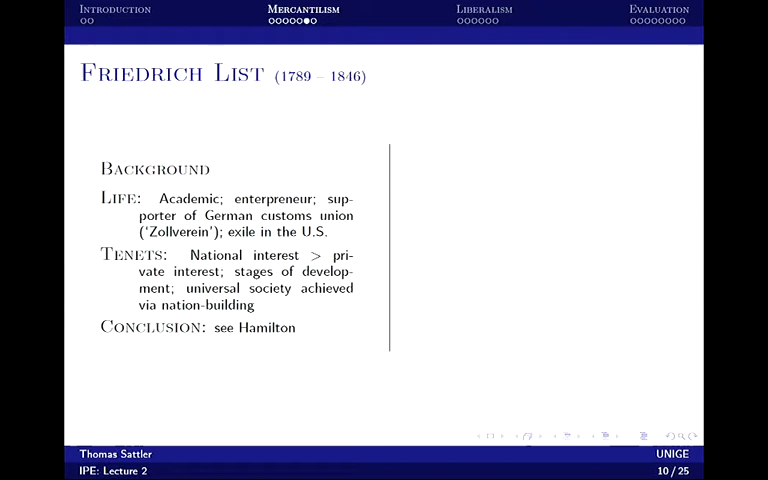 Introduction Mercantilism Liberalism Evaluation
Friedrich List (1789 – 1846)
Background
Life: Academic; enterpreneur; sup-
porter of German customs union
(‘Zollverein’); exile in the U.S.
Tenets: National interest > pri-
vate interest; stages of develop-
ment; universal society achieved
via nation-building
Conclusion: see Hamilton
Thomas Sattler UNIGE
IPE: Lecture 2 10 / 25